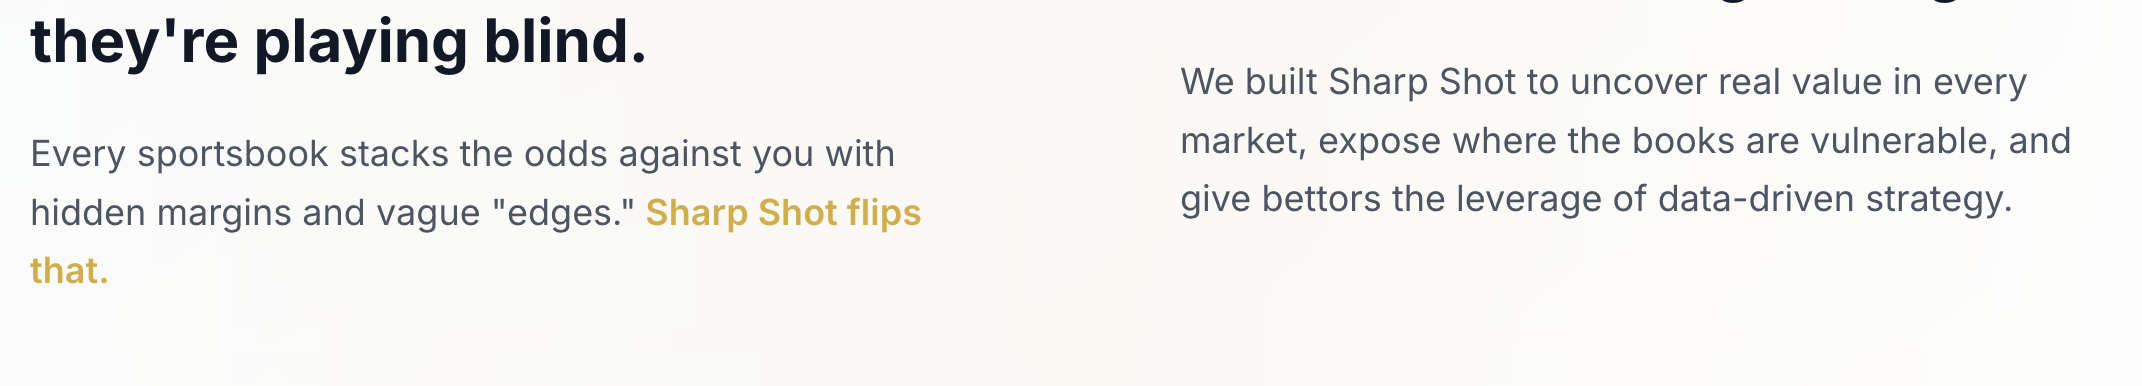 they're playing blind.
Every sportsbook stacks the odds against you with
hidden margins and vague "edges." Sharp Shot flips
that.
We built Sharp Shot to uncover real value in every
market, expose where the books are vulnerable, and
give bettors the leverage of data-driven strategy.